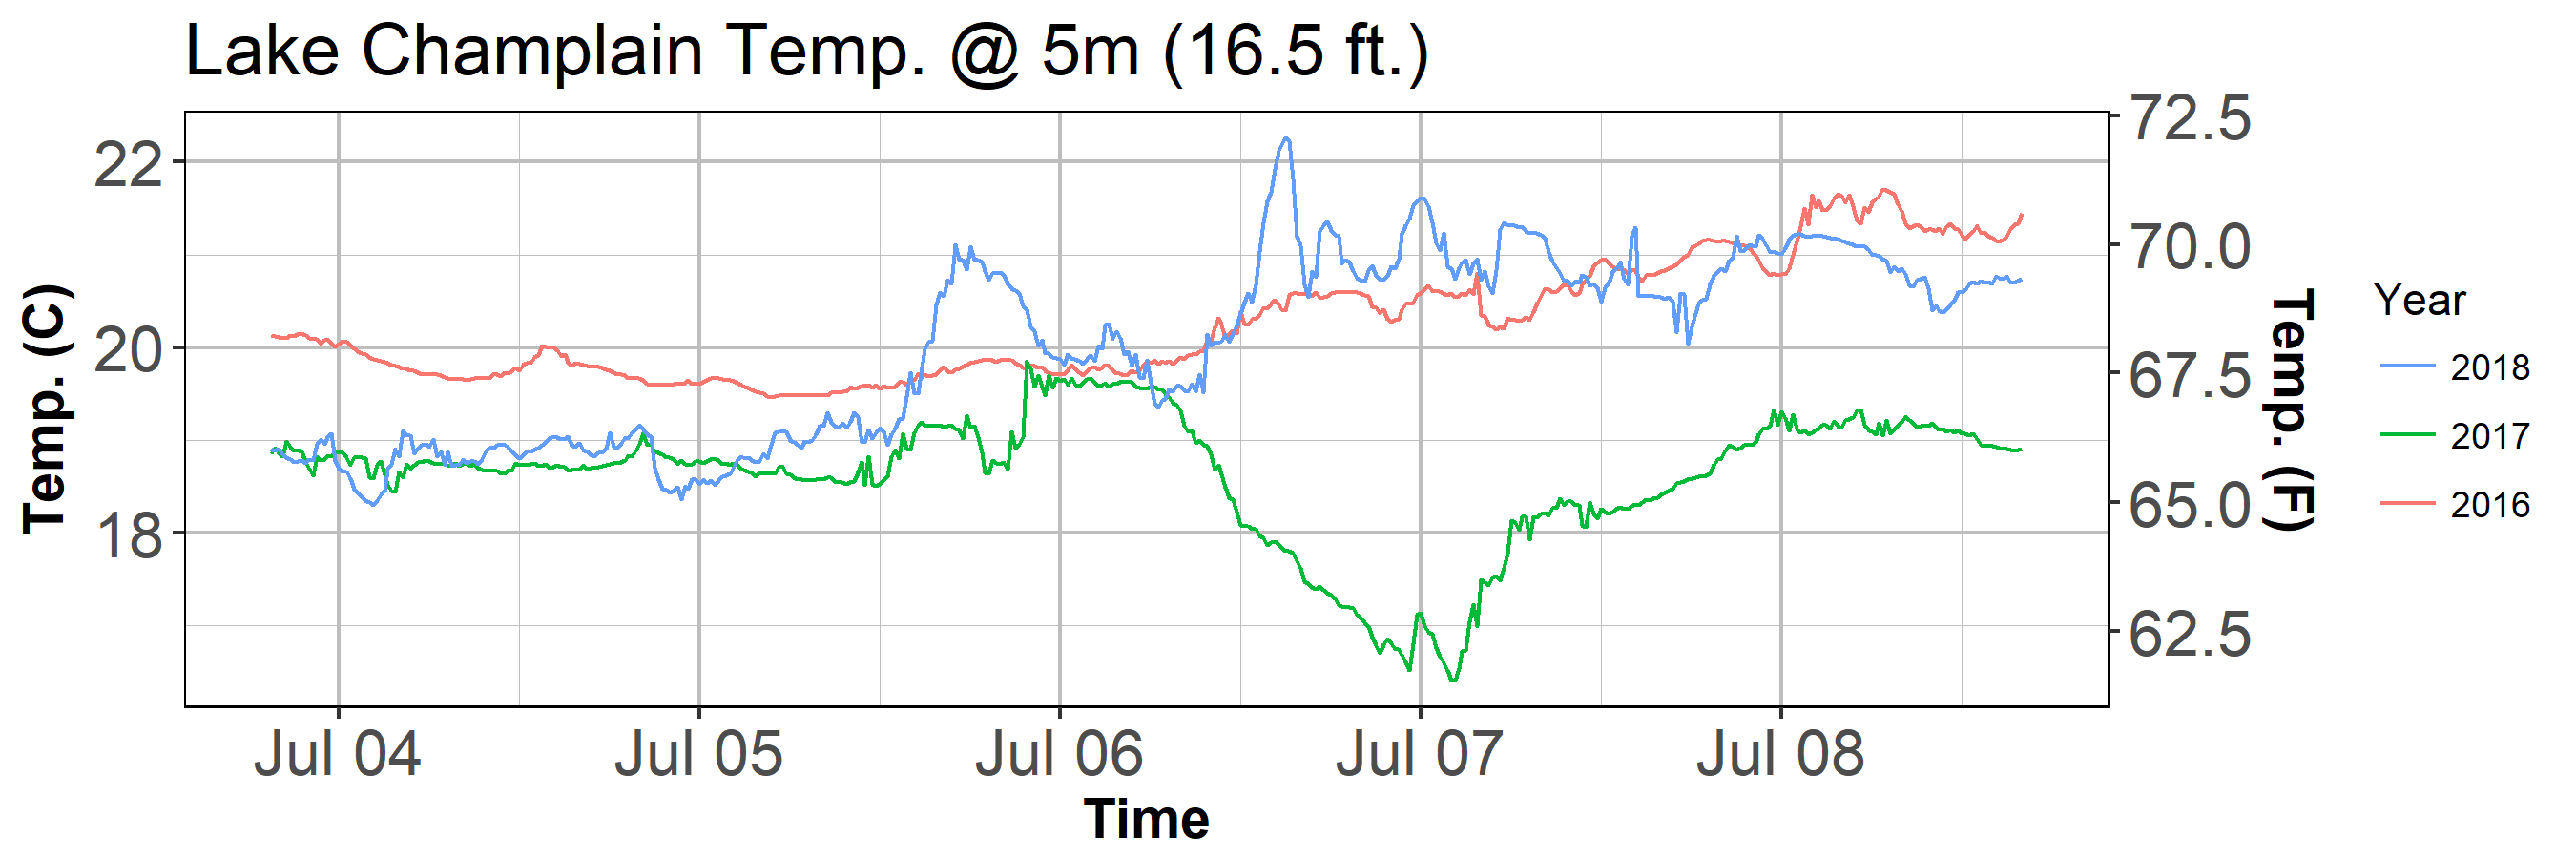 Lake Champlain Temp. @ 5m (16.5 ft.)
Temp. (C)
22
20
18
72.5
70.0
67.5
65.0
62.5
Temp. (F)
Year
2018
2017
2016
Jul 04
Jul 05
Jul 06
Jul 07
Jul 08
Time